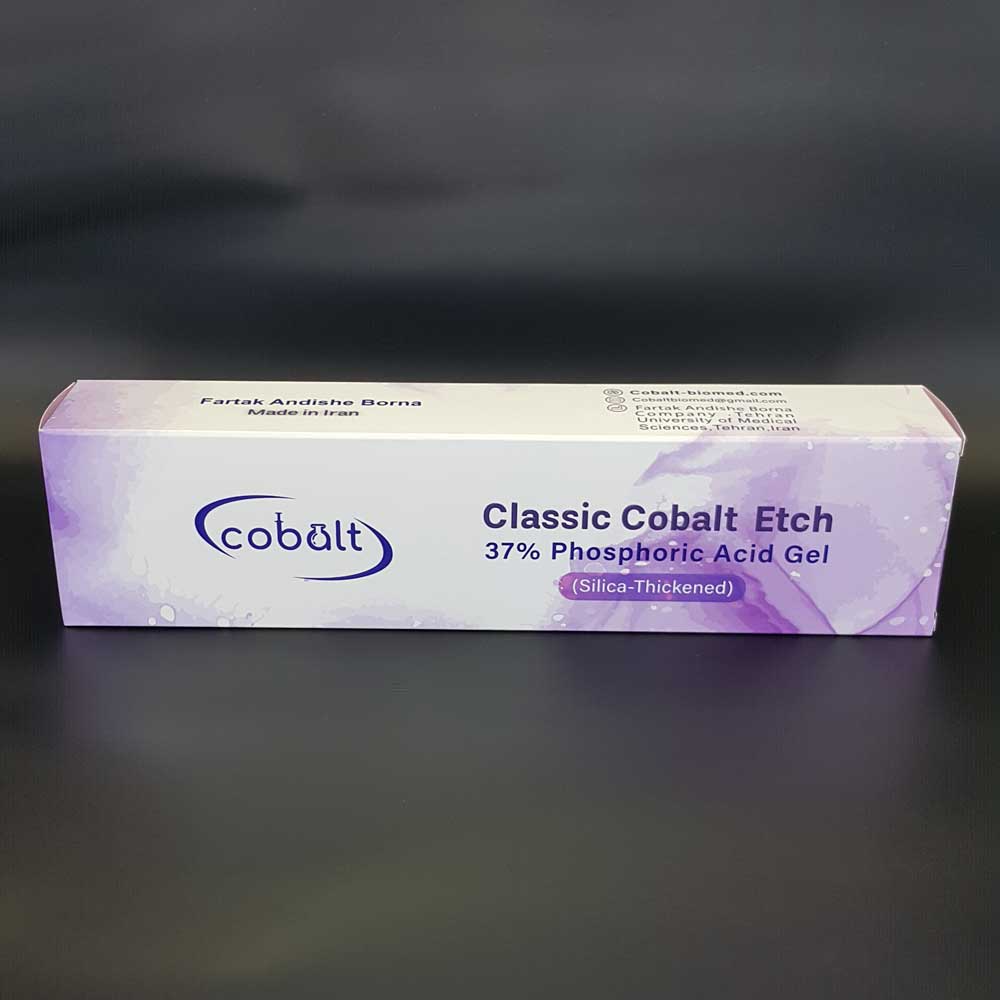 Fartak Andishe Borna
Made in Iran
Cobalt-biomed.com
Cobaltbiomed@gmail.com
Fartak Andishe Borna
Company . Tehran
University of Medical
Sciences,Tehran,Iran
cobalt
Classic Cobalt Etch
37% Phosphoric Acid Gel
(Silica-Thickened)